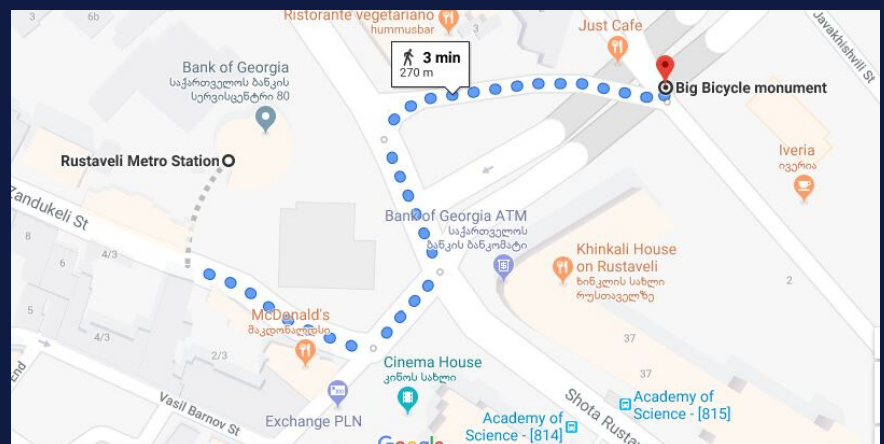 3
6b
Ristorante vegetariano
hummusbar
Just Cafe
Javakhishvili St
3 min
270 m
Bank of Georgia
საქართველოს ბანკის
სერვისცენტრი 80
Big Bicycle monument
Rustaveli Metro Station
Iveria
ივერია
Zandukeli St
8
6
4/3
Bank of Georgia ATM
საქართველოს
ბანკის ბანკომატი
Khinkali House
on Rustaveli
ხინკლის სახლი
რუსთაველზე
2
5
4/3
2/3
McDonald's
მაკდონალდსი
37
37
Cinema House
კინოს სახლი
End
Vasil Barnov St
Exchange PLN
Shota Rusta
Academy of
Science - [815]
Academy of
Science - [814]
Google